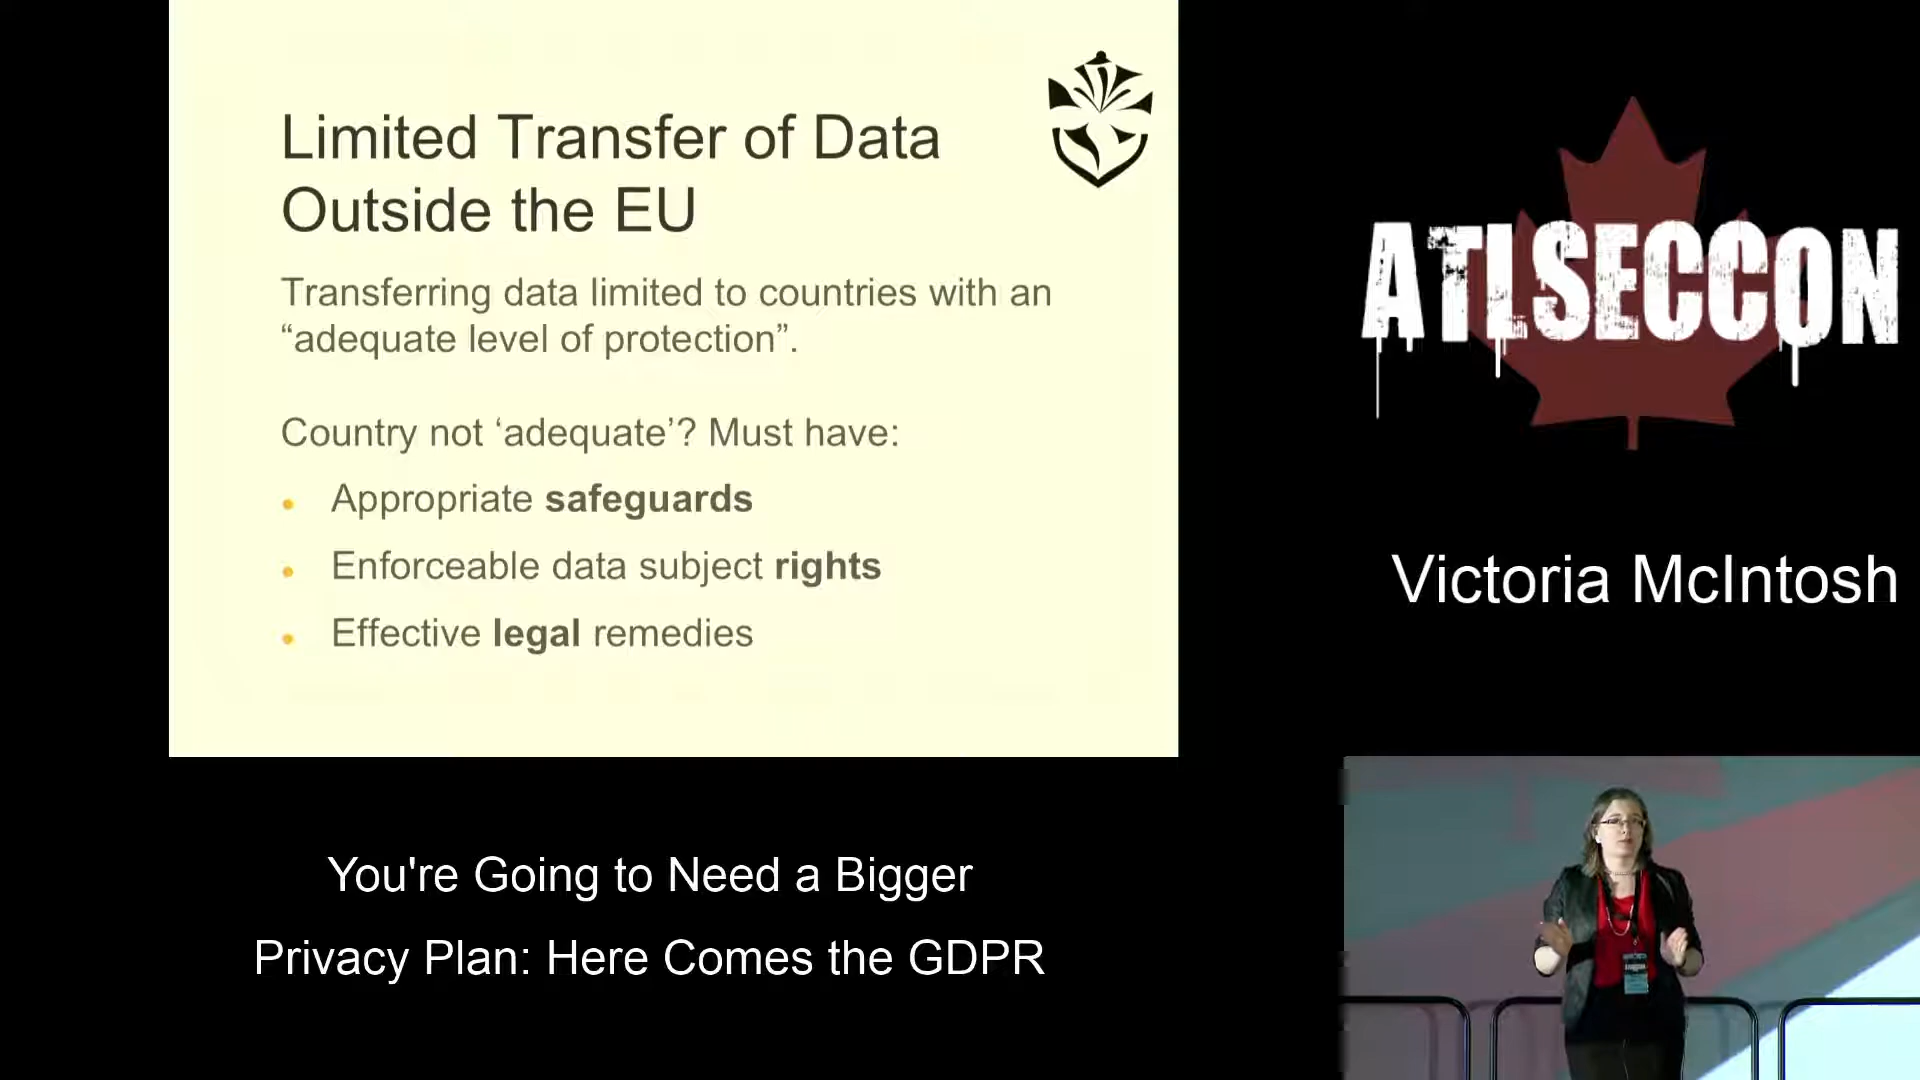 Limited Transfer of Data
Outside the EU
Transferring data limited to countries with an
“adequate level of protection”.
Country not ‘adequate’? Must have:
Appropriate safeguards
Enforceable data subject rights
Effective legal remedies
ATLSECCON
Victoria McIntosh
You're Going to Need a Bigger
Privacy Plan: Here Comes the GDPR